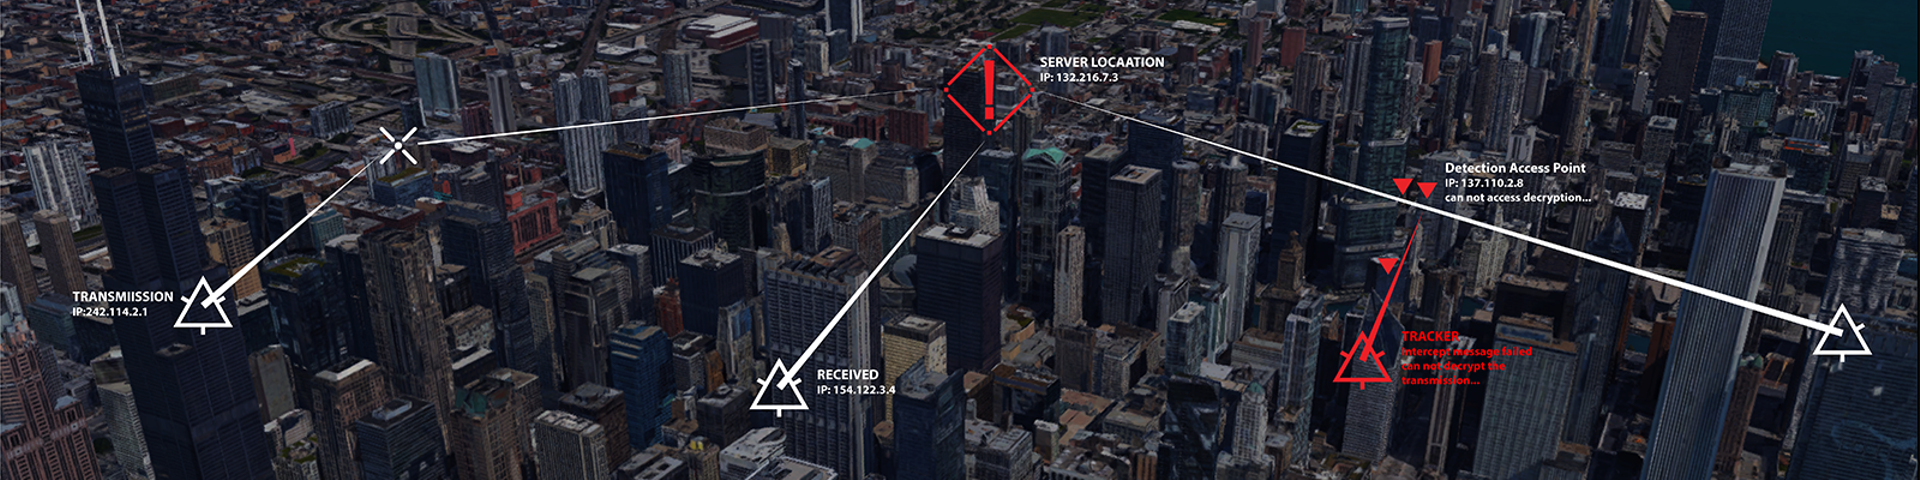 SERVER LOCAATION
IP: 132.216.7.3
Detection Access Point
IP: 137.110.2.8
can not access decryption...
TRANSMIISSION
IP:242.114.2.1
TRACKER
Intercept message failed
can not decrypt the
transmission...
RECEIVED
IP: 154.122.3.4